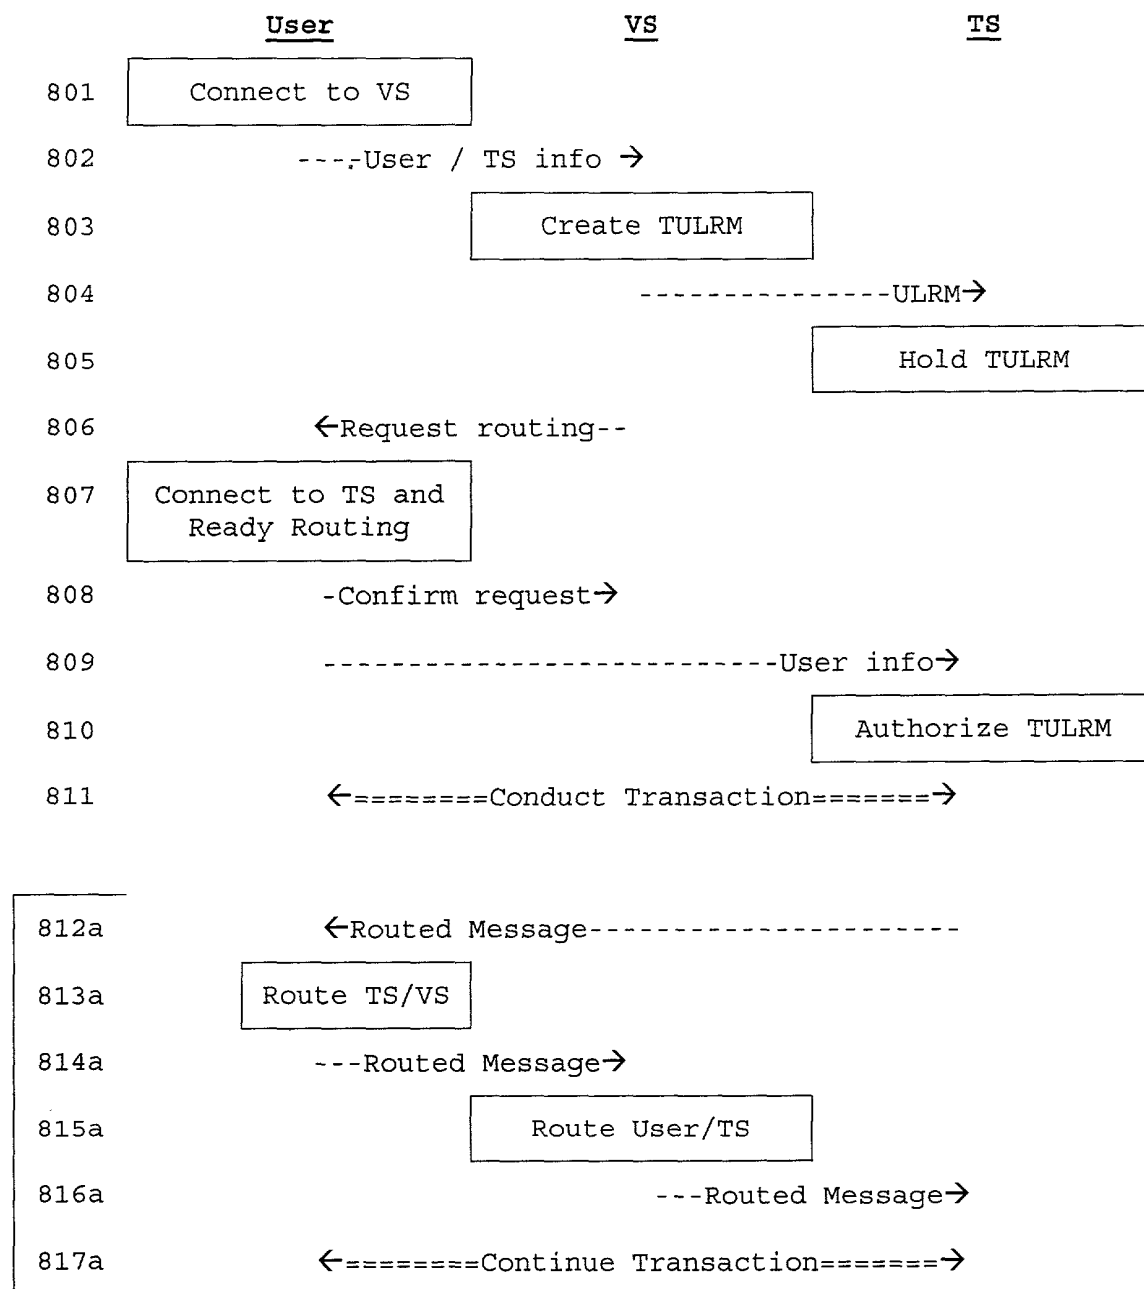 User VS TS
801 Connect to VS
802 ----User / TS info →
803 Create TULRM
804 ---------------ULRM→
805 Hold TULRM
806 ←Request routing--
807 Connect to TS and
Ready Routing
808 -Confirm request→
809 ---------------------------User info→
810 Authorize TULRM
811 ←========Conduct Transaction=======→
812a ←Routed Message----------------------
813a Route TS/VS
814a ---Routed Message→
815a Route User/TS
816a ---Routed Message→
817a ←========Continue Transaction=======→